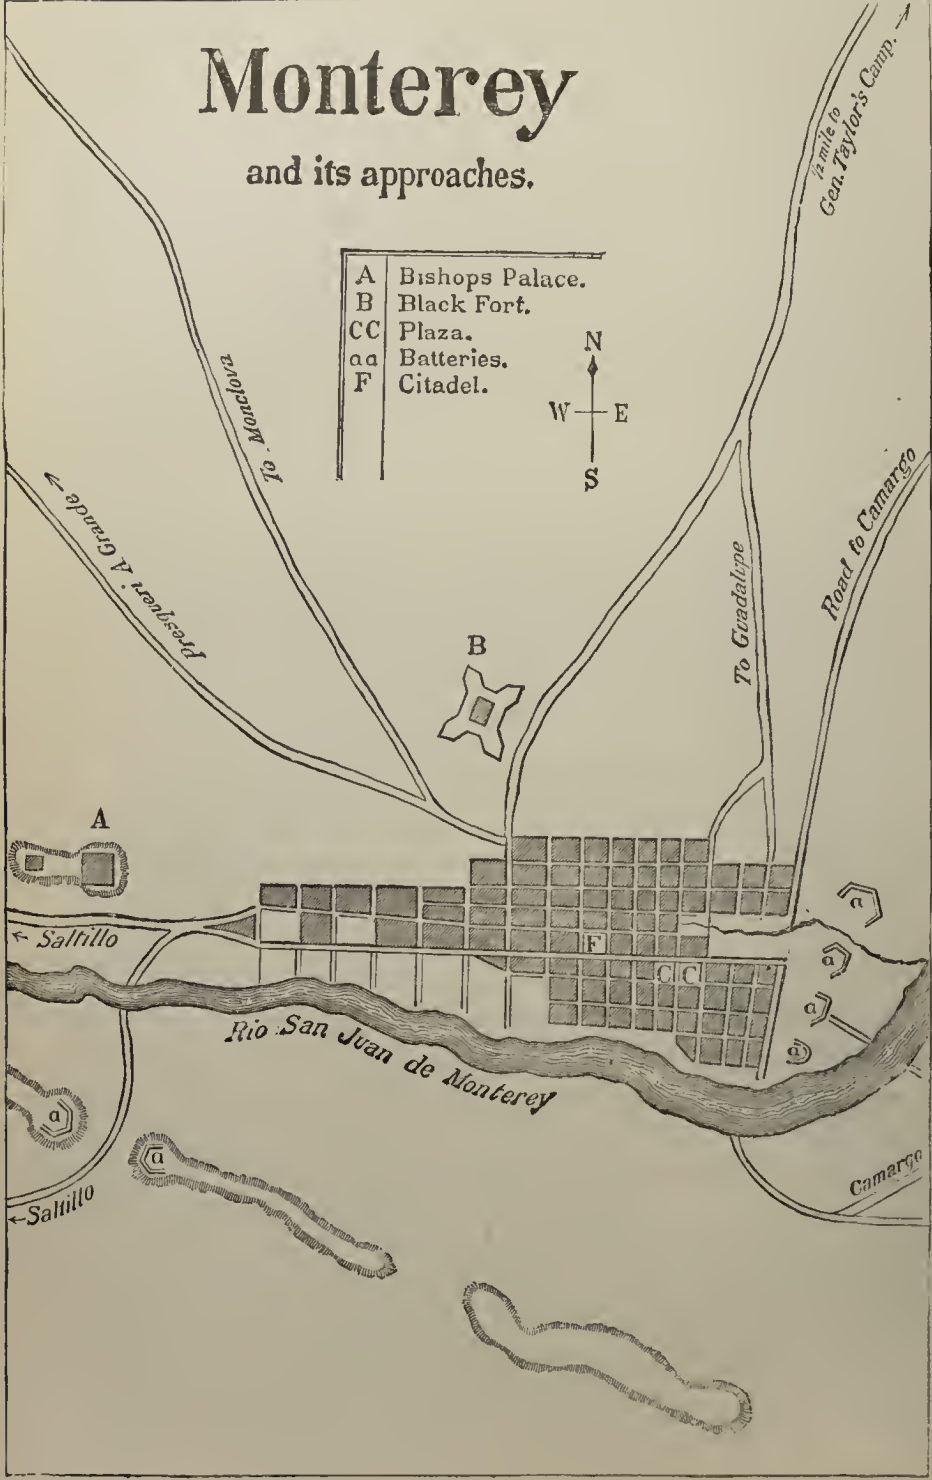 Monterey
and its approaches.
A Bishops Palace.
B Black Fort.
CC Plaza.
aa Batteries.
F Citadel.
N
W E
S
½ mile to
Gen. Taylor's Camp.
To Monclova
Presqueri A Grande
Road to Camargo
To Guadalupe
B
A
a
F
← Saltillo
a
C C
a
Rio San Juan de Monterey
a
a
a
Camargo
←Saltillo